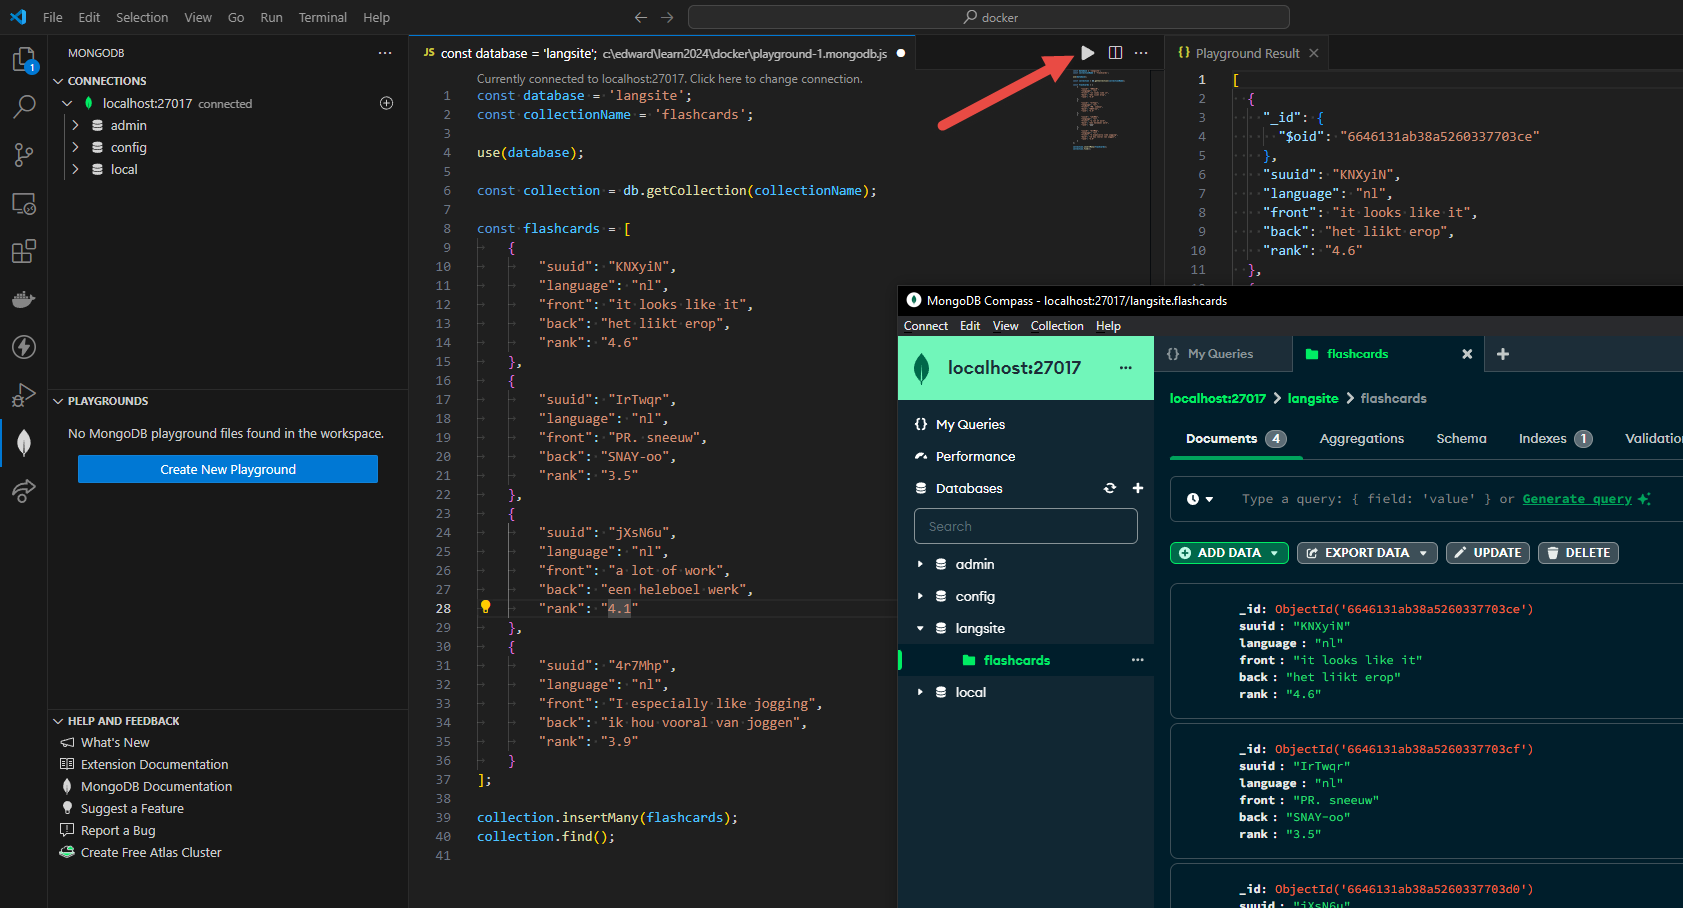 File Edit Selection View Go Run Terminal Help
docker
MONGODB
CONNECTIONS
localhost:27017 connected
admin
config
local
PLAYGROUNDS
No MongoDB playground files found in the workspace.
Create New Playground
HELP AND FEEDBACK
What's New
Extension Documentation
MongoDB Documentation
Suggest a Feature
Report a Bug
Create Free Atlas Cluster
1
JS const database = 'langsite'; c:\edward\learn2024\docker\playground-1.mongodb.js
Currently connected to localhost:27017. Click here to change connection.
1 const database = 'langsite';
2 const collectionName = 'flashcards';
3
4 use(database);
5
6 const collection = db.getCollection(collectionName);
7
8 const flashcards = [
9 {
10 "suuid": "KNXyiN",
11 "language": "nl",
12 "front": "it looks like it",
13 "back": "het liikt erop",
14 "rank": "4.6"
15 },
16 {
17 "suuid": "IrTwqr",
18 "language": "nl",
19 "front": "PR. sneeuw",
20 "back": "SNAY-oo",
21 "rank": "3.5"
22 },
23 {
24 "suuid": "jXsN6u",
25 "language": "nl",
26 "front": "a lot of work",
27 "back": "een heleboel werk",
28 "rank": "4.1"
29 },
30 {
31 "suuid": "4r7Mhp",
32 "language": "nl",
33 "front": "I especially like jogging",
34 "back": "ik hou vooral van joggen",
35 "rank": "3.9"
36 }
37 ];
38
39 collection.insertMany(flashcards);
40 collection.find();
41
{} Playground Result
1 [
2 {
3 "_id": {
4 "$oid": "6646131ab38a5260337703ce"
5 },
6 "suuid": "KNXyiN",
7 "language": "nl",
8 "front": "it looks like it",
9 "back": "het liikt erop",
10 "rank": "4.6"
11 },
MongoDB Compass - localhost:27017/langsite.flashcards
Connect Edit View Collection Help
localhost:27017
{} My Queries
Performance
Databases
Search
admin
config
langsite
flashcards
local
{} My Queries
flashcards
localhost:27017 > langsite > flashcards
Documents 4 Aggregations Schema Indexes 1 Validatio
Type a query: { field: 'value' } or Generate query
ADD DATA EXPORT DATA UPDATE DELETE
_id: ObjectId('6646131ab38a5260337703ce')
suuid : "KNXyiN"
language : "nl"
front : "it looks like it"
back : "het liikt erop"
rank : "4.6"
_id: ObjectId('6646131ab38a5260337703cf')
suuid : "IrTwqr"
language : "nl"
front : "PR. sneeuw"
back : "SNAY-oo"
rank : "3.5"
_id: ObjectId('6646131ab38a5260337703d0')
suuid : "jXsN6u"